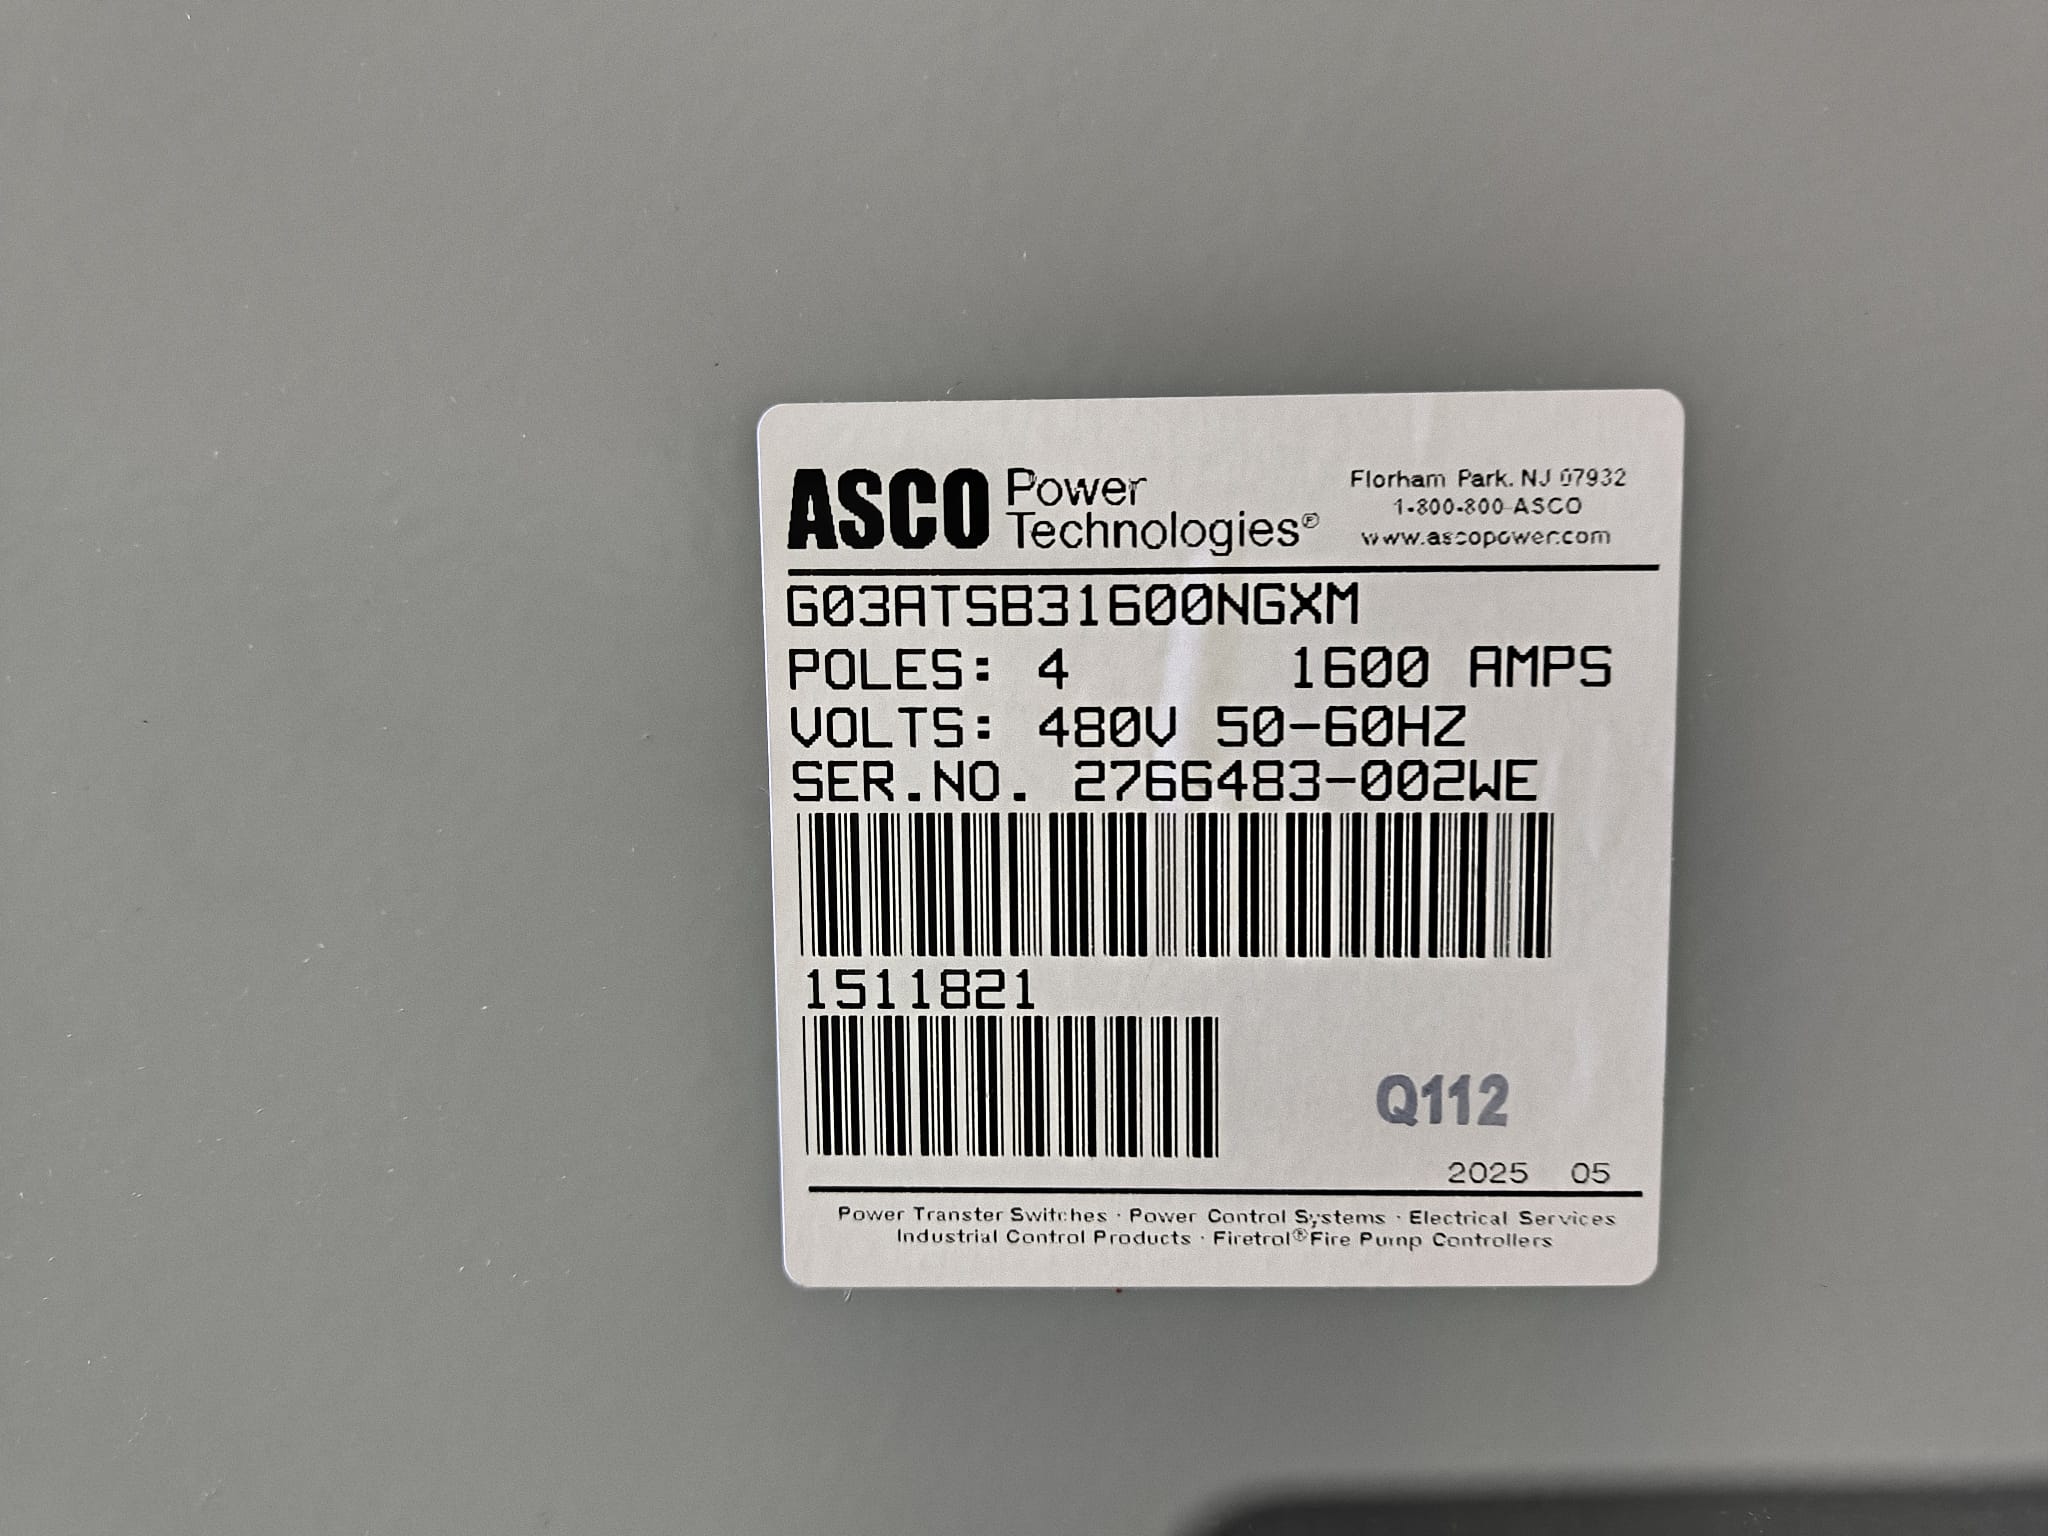 ASCO Power Technologies®
Florham Park, NJ 07932
1-800-800-ASCO
www.ascopower.com
G03ATSB31600NGXM
POLES: 4 1600 AMPS
VOLTS: 480V 50-60HZ
SER.NO. 2766483-002WE
1511821
Q112
2025 05
Power Transfer Switches · Power Control Systems · Electrical Services
Industrial Control Products · Firetrol® Fire Pump Controllers